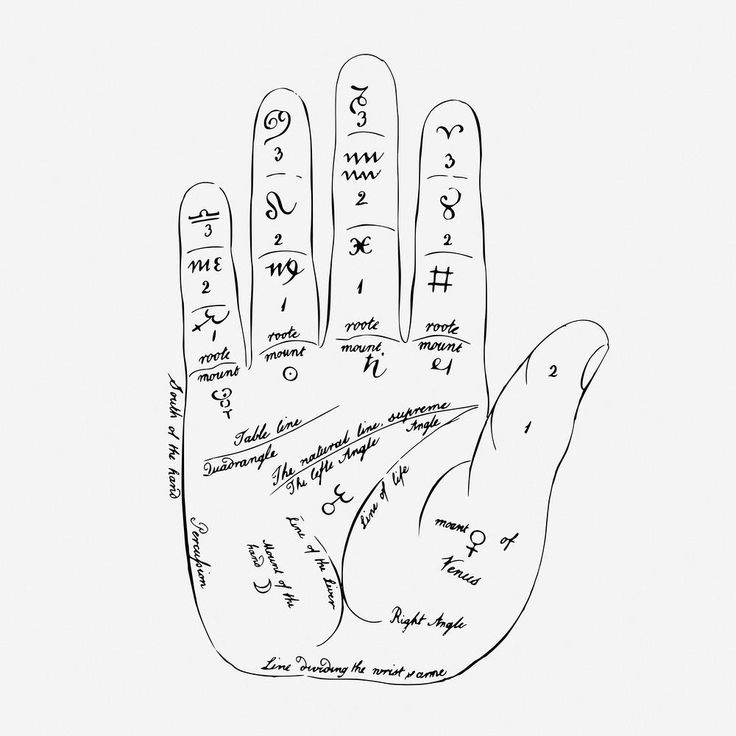 ♑
3
♋
3
♈
3
♒
2
♎
3
♌
2
♉
2
♏
2
♍
1
♓
1
1
♐
1
roote
roote
roote
roote
mount
mount
mount
mount
☉
♄
♃
2
1
Table line
Quadrangle
The natural line, supreme
Angle
The lefte Angle
Line of life
South of the hand
Percussion
Line of the Liver
Mount of the
hand
☽
mount ♀ of
Venus
Right Angle
Line dividing the wrist, arme